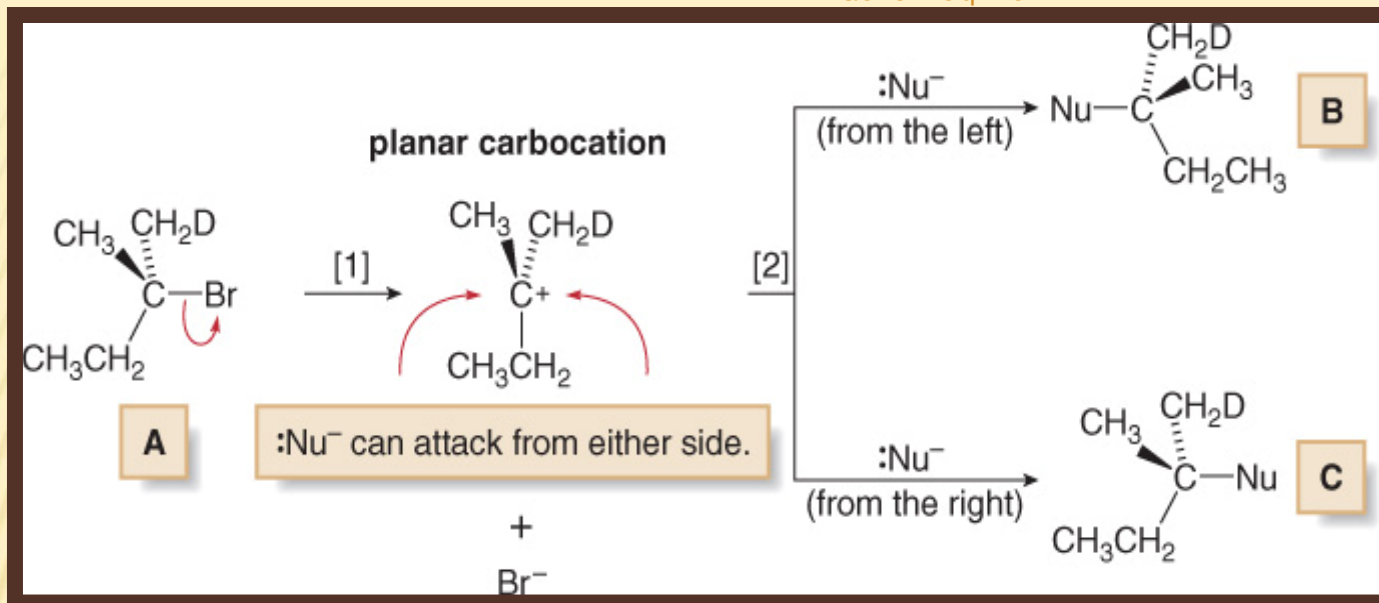 planar carbocation
CH₃
CH₂D
C—Br
CH₃CH₂
A
[1]
CH₃
CH₂D
C+
CH₃CH₂
:Nu⁻ can attack from either side.
+
Br⁻
[2]
:Nu⁻
(from the left)
CH₂D
CH₃
Nu—C
CH₂CH₃
B
:Nu⁻
(from the right)
CH₂D
CH₃
C—Nu
CH₃CH₂
C